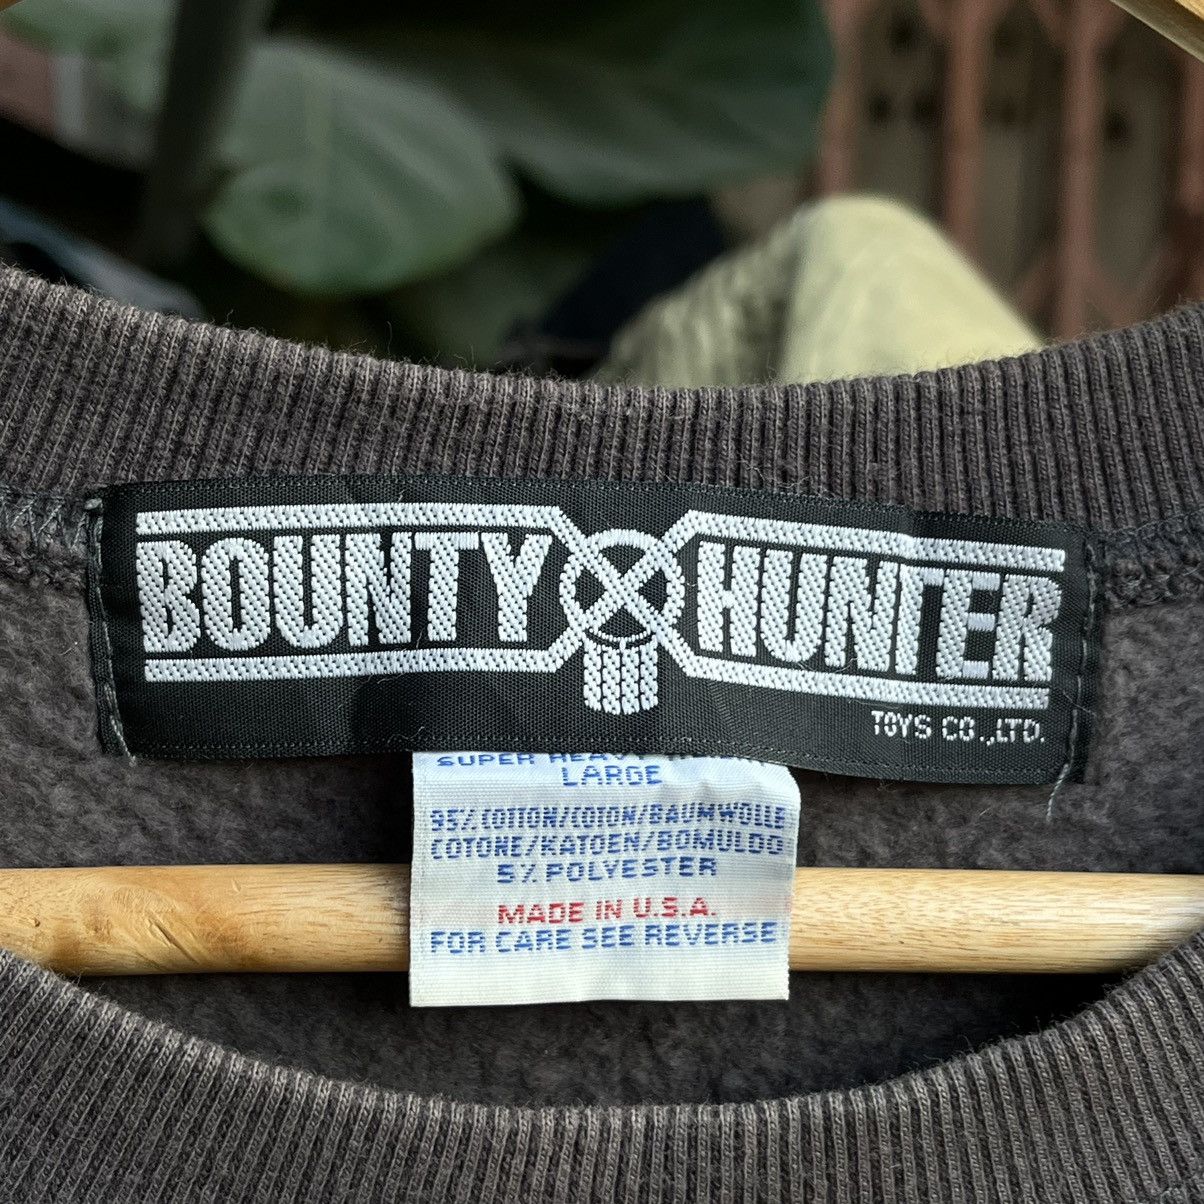 BOUNTY HUNTER
TOYS CO.,LTD.
SUPER
LARGE
95% COTTON/COTON/BAUMWOLLE
COTONE/KATOEN/BOMULDO
5% POLYESTER
MADE IN U.S.A.
FOR CARE SEE REVERSE